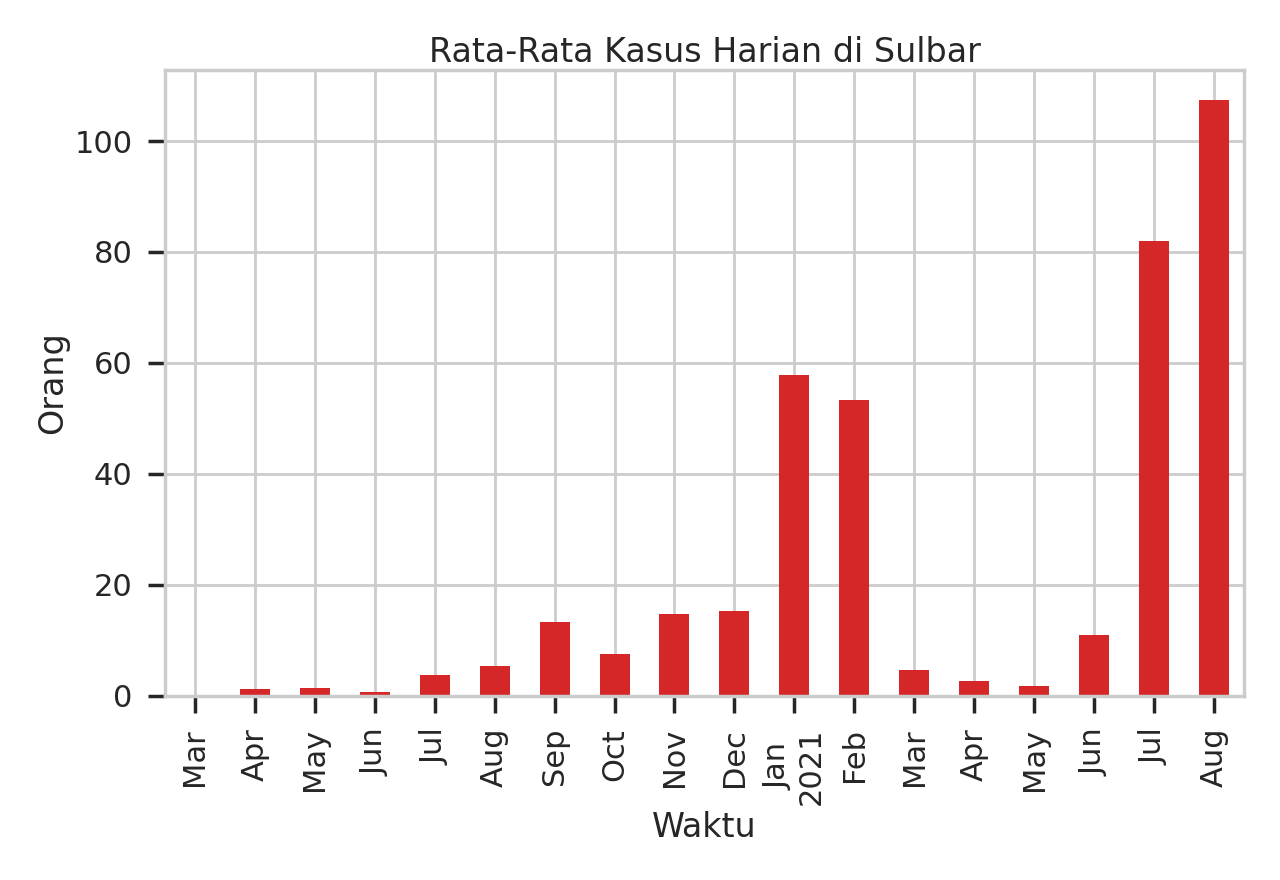 Rata-Rata Kasus Harian di Sulbar
Orang
100
80
60
40
20
0
Mar
Apr
May
Jun
Jul
Aug
Sep
Oct
Nov
Dec
Jan
2021
Feb
Mar
Apr
May
Jun
Jul
Aug
Waktu